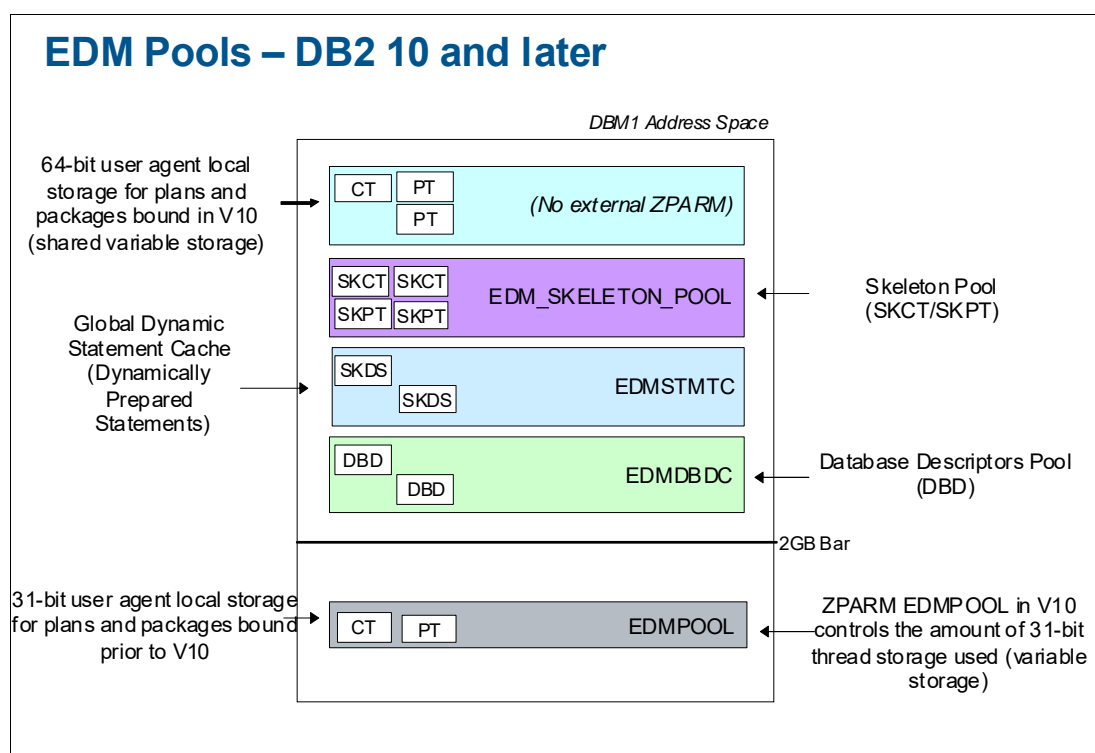 EDM Pools – DB2 10 and later
DBM1 Address Space
64-bit user agent local
storage for plans and
packages bound in V10
(shared variable storage)
CT
PT
PT
(No external ZPARM)
SKCT
SKCT
SKPT
SKPT
EDM_SKELETON_POOL
Skeleton Pool
(SKCT/SKPT)
Global Dynamic
Statement Cache
(Dynamically
Prepared
Statements)
SKDS
SKDS
EDMSTMTC
DBD
DBD
EDMDBDC
Database Descriptors Pool
(DBD)
2GB Bar
31-bit user agent local storage
for plans and packages bound
prior to V10
CT
PT
EDMPOOL
ZPARM EDMPOOL in V10
controls the amount of 31-bit
thread storage used (variable
storage)